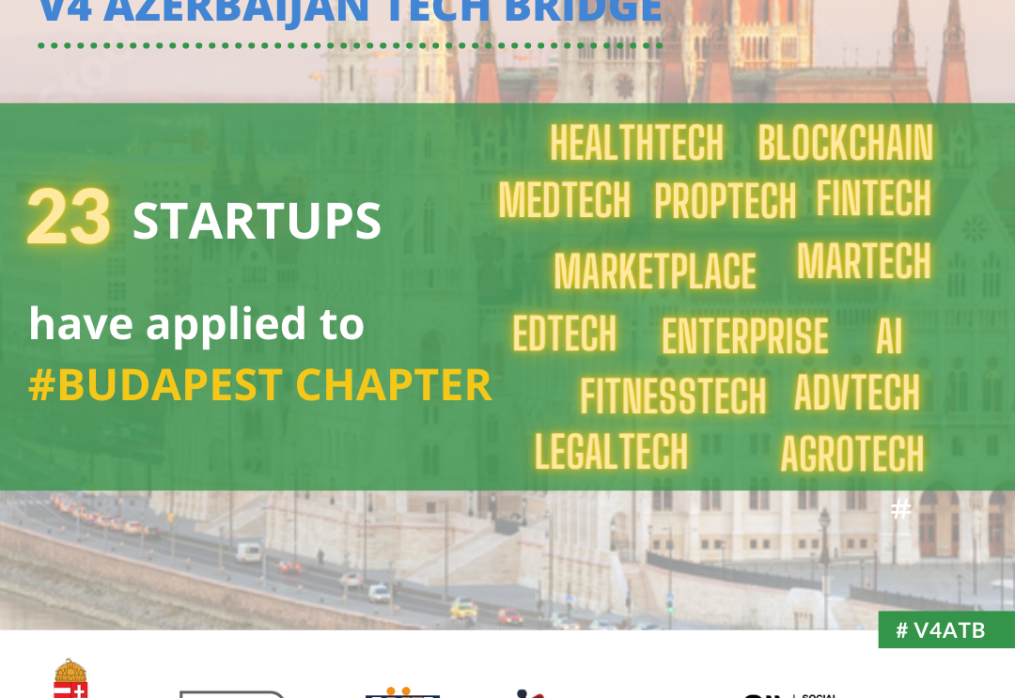 V4 AZERBAIJAN TECH BRIDGE
23 STARTUPS
have applied to
#BUDAPEST CHAPTER
HEALTHTECH BLOCKCHAIN
MEDTECH PROPTECH FINTECH
MARKETPLACE MARTECH
EDTECH ENTERPRISE AI
FITNESSTECH ADVTECH
LEGALTECH AGROTECH
#
# V4ATB
SOCIAL